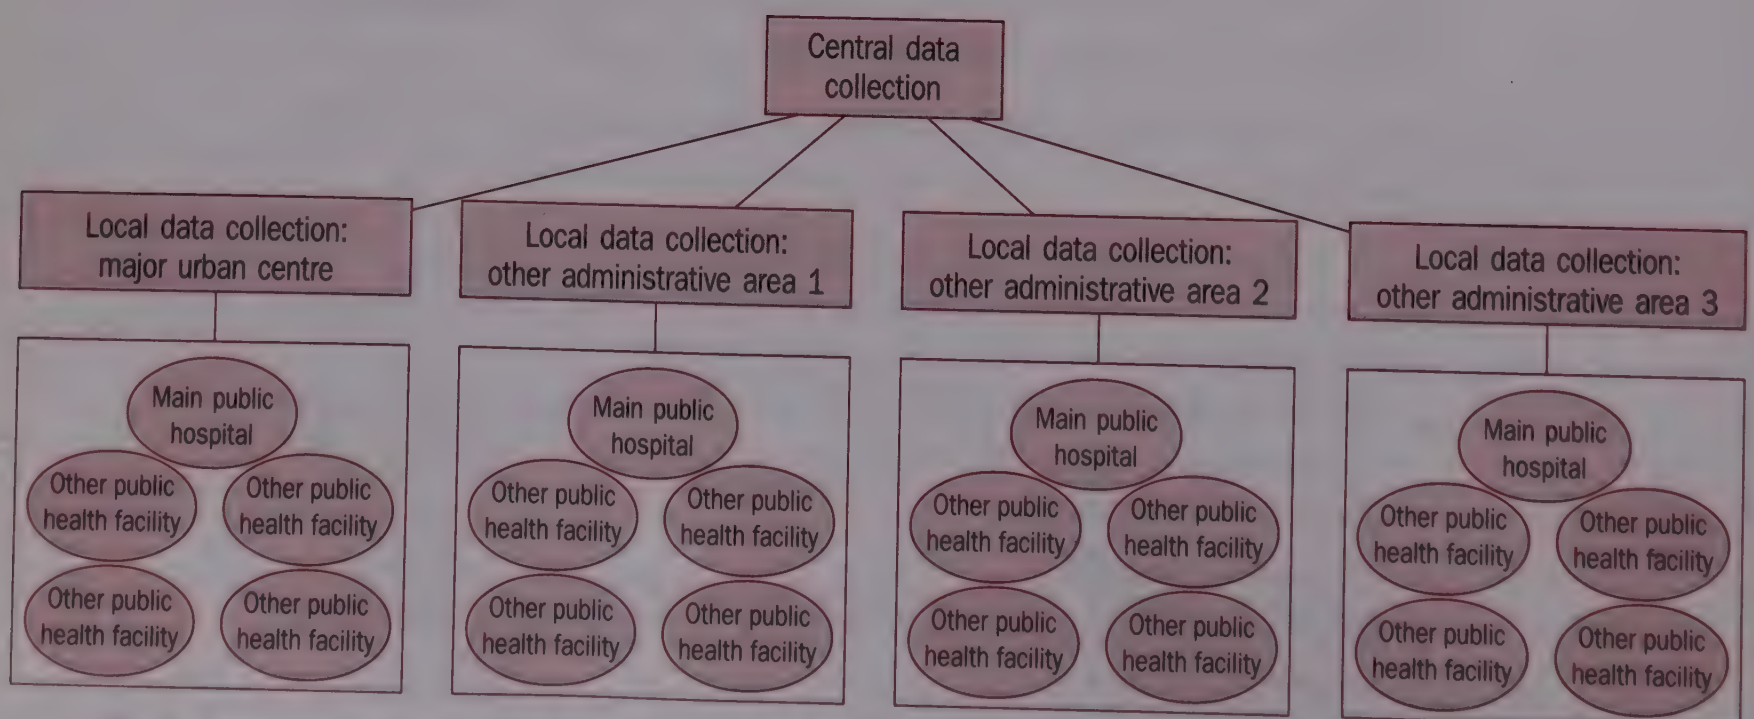 Central data
collection
Local data collection:
major urban centre
Local data collection:
other administrative area 1
Local data collection:
other administrative area 2
Local data collection:
other administrative area 3
Main public
hospital
Other public
health facility
Other public
health facility
Other public
health facility
Other public
health facility
Main public
hospital
Other public
health facility
Other public
health facility
Other public
health facility
Other public
health facility
Main public
hospital
Other public
health facility
Other public
health facility
Other public
health facility
Other public
health facility
Main public
hospital
Other public
health facility
Other public
health facility
Other public
health facility
Other public
health facility